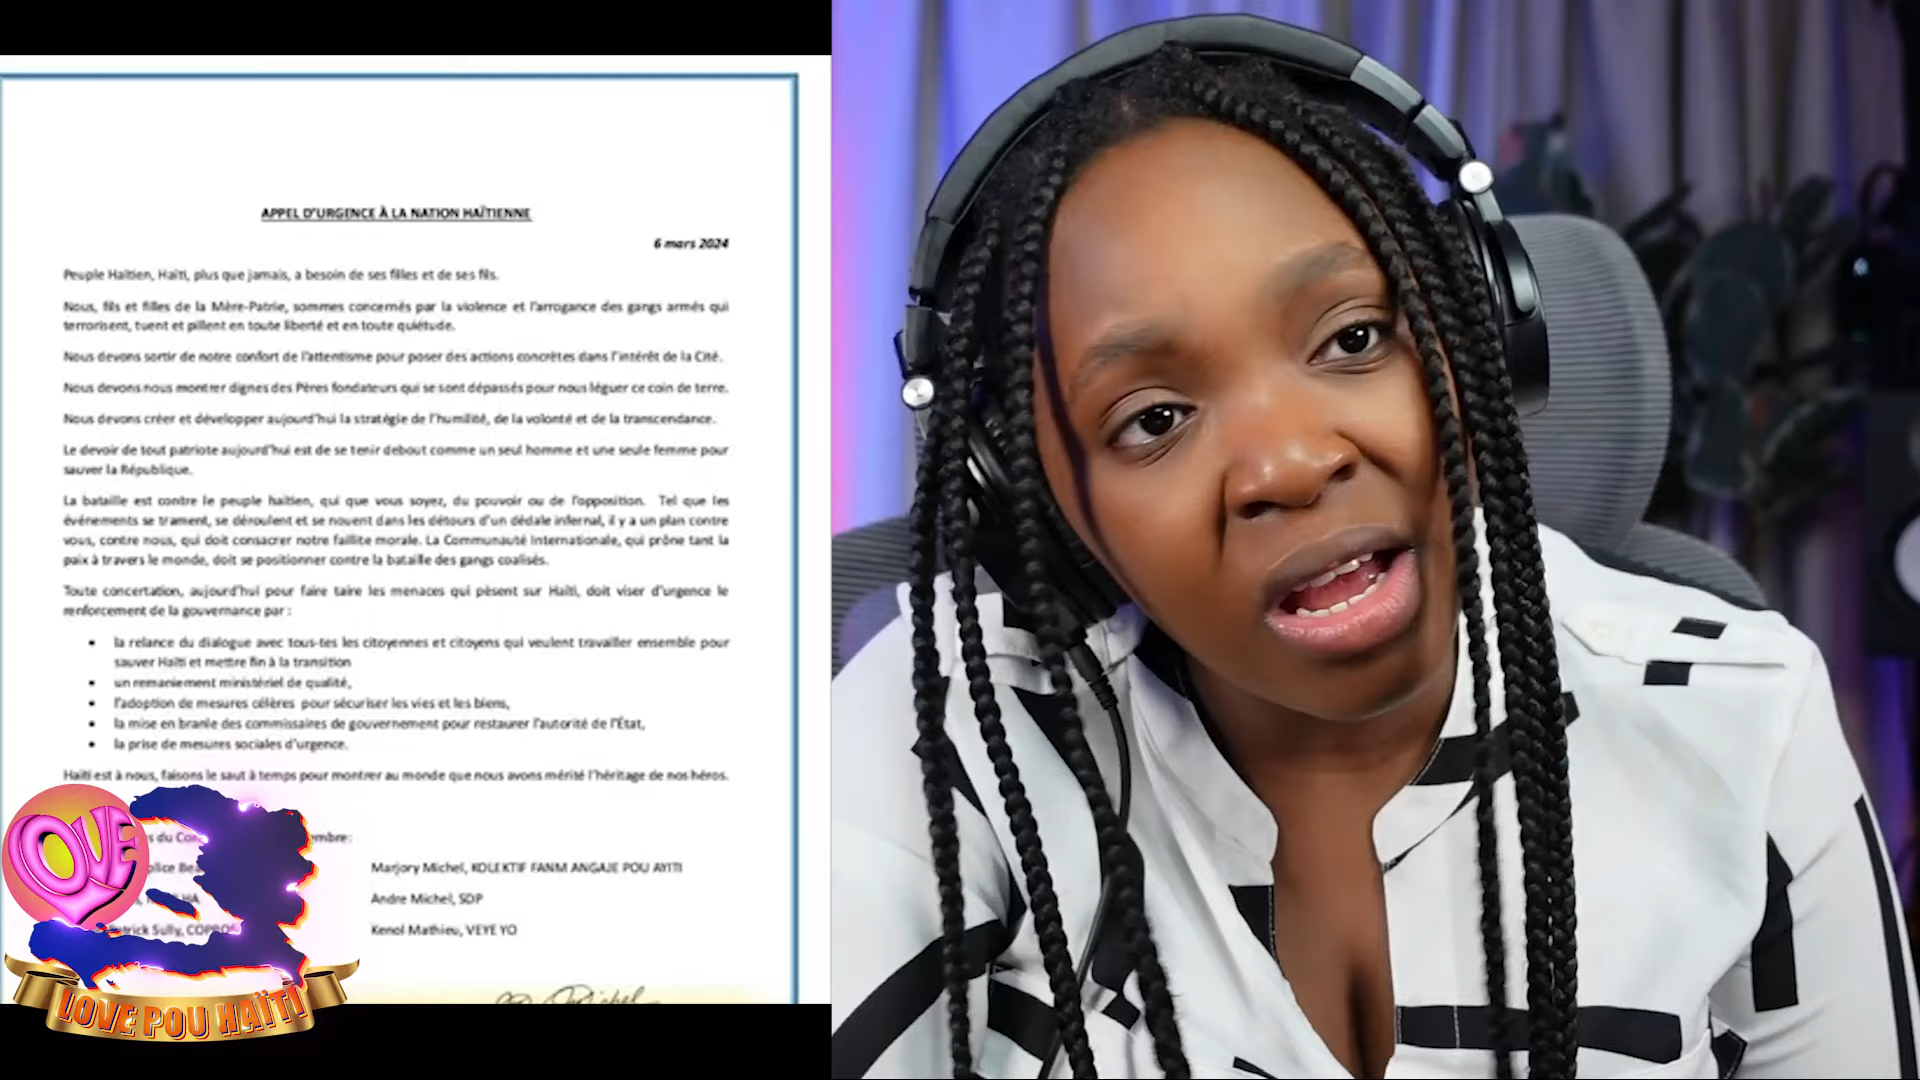 APPEL D'URGENCE À LA NATION HAÏTIENNE
6 mars 2024
Peuple Haïtien, Haïti, plus que jamais, a besoin de ses filles et de ses fils.
Nous, fils et filles de la Mère-Patrie, sommes concernés par la violence et l'arrogance des gangs armés qui
terrorisent, tuent et pillent en toute liberté et en toute quiétude.
Nous devons sortir de notre confort de l'attentisme pour poser des actions concrètes dans l'intérêt de la Cité.
Nous devons nous montrer dignes des Pères fondateurs qui se sont dépassés pour nous léguer ce coin de terre.
Nous devons créer et développer aujourd'hui la stratégie de l'humilité, de la volonté et de la transcendance.
Le devoir de tout patriote aujourd'hui est de se tenir debout comme un seul homme et une seule femme pour
sauver la République.
La bataille est contre le peuple haïtien, qui que vous soyez, du pouvoir ou de l'opposition. Tel que les
événements se trament, se déroulent et se nouent dans les détours d'un dédale infernal, il y a un plan contre
vous, contre nous, qui doit consacrer notre faillite morale. La Communauté Internationale, qui prône tant la
paix à travers le monde, doit se positionner contre la bataille des gangs coalisés.
Toute concertation, aujourd'hui pour faire taire les menaces qui pèsent sur Haïti, doit viser d'urgence le
renforcement de la gouvernance par :
• la relance du dialogue avec tous-tes les citoyennes et citoyens qui veulent travailler ensemble pour
sauver Haïti et mettre fin à la transition
• un remaniement ministériel de qualité,
• l'adoption de mesures célères pour sécuriser les vies et les biens,
• la mise en branle des commissaires de gouvernement pour restaurer l'autorité de l'État,
• la prise de mesures sociales d'urgence.
Haïti est à nous, faisons le saut à temps pour montrer au monde que nous avons mérité l'héritage de nos héros.
du embre:
Marjory Michel, KOLEKTIF FANM ANGAJE POU AYITI
HA Andre Michel, SDP
Sully, Kenol Mathieu, VEYE YO
Michel
LOVE
LOVE POU HAÏTI